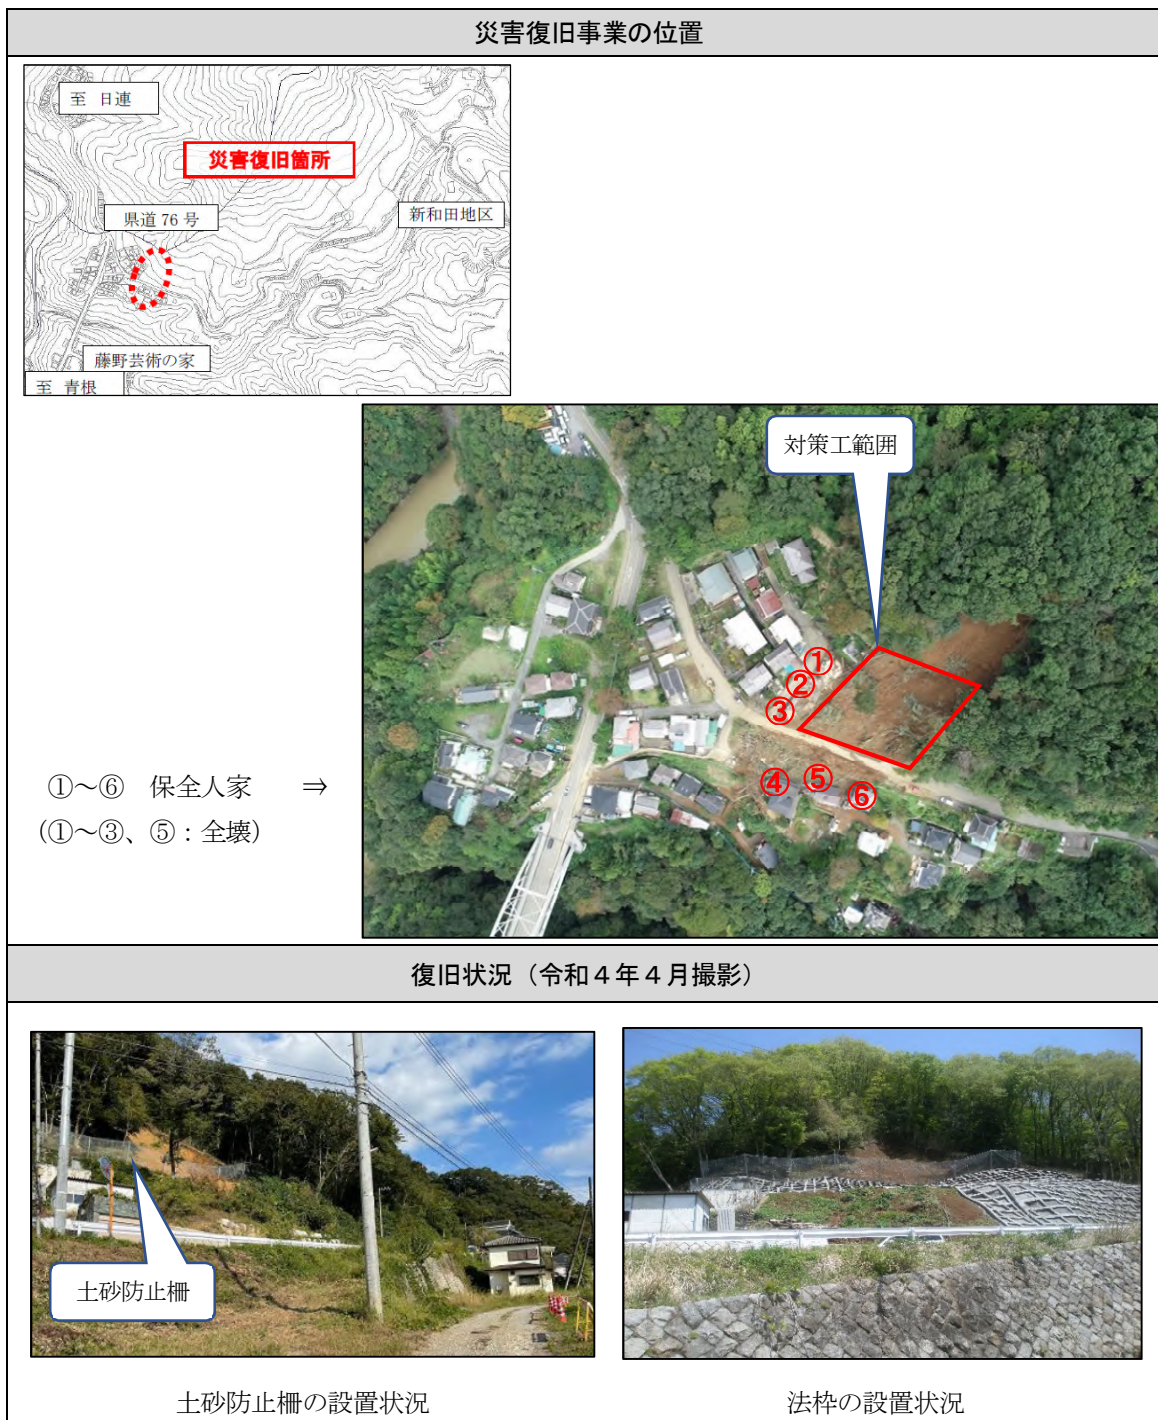 災害復旧事業の位置
至 日連
災害復旧箇所
県道 76 号
新和田地区
藤野芸術の家
至 青根
対策工範囲
①
②
③
④
⑤
⑥
①～⑥ 保全人家 ⇒
(①～③、⑤：全壊)
復旧状況（令和４年４月撮影）
土砂防止柵
土砂防止柵の設置状況
法枠の設置状況